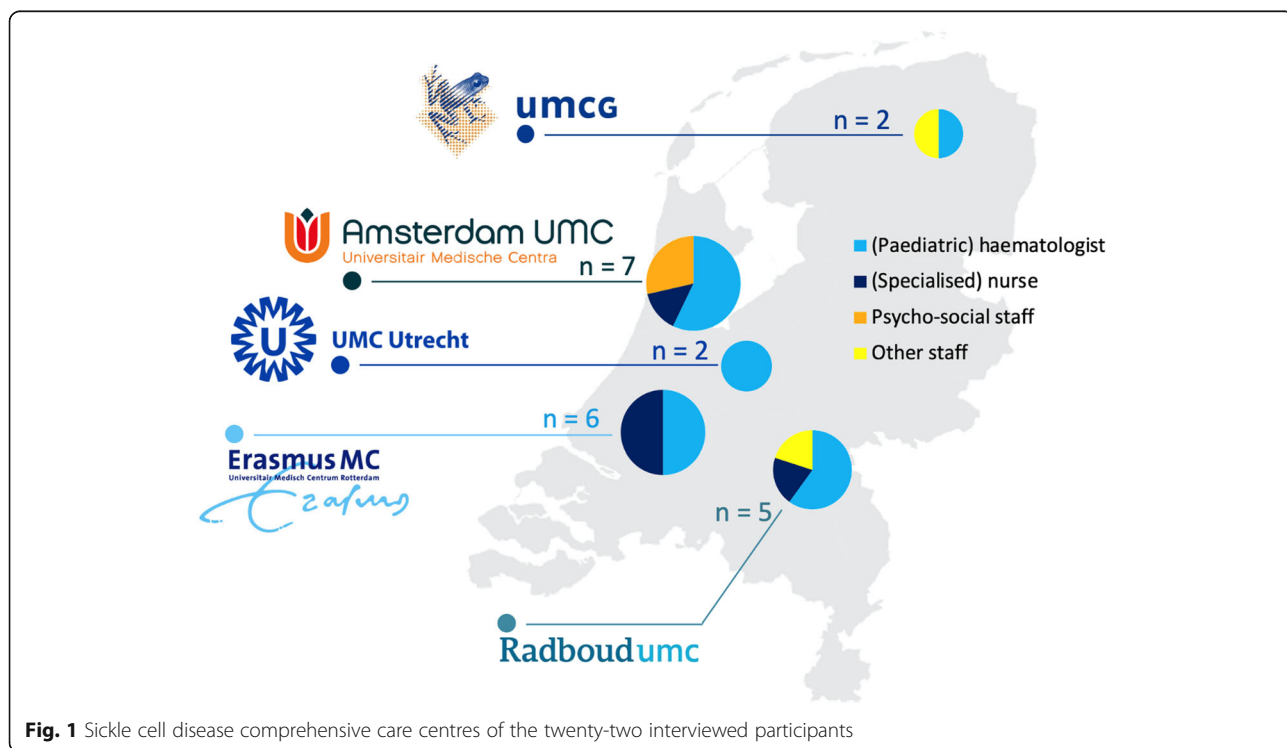 umcG
n = 2
Amsterdam UMC
Universitair Medische Centra
n = 7
(Paediatric) haematologist
(Specialised) nurse
Psycho-social staff
Other staff
U
UMC Utrecht
n = 2
n = 6
Erasmus MC
Universitair Medisch Centrum Rotterdam
Erasmus
n = 5
Radboudumc
Fig. 1 Sickle cell disease comprehensive care centres of the twenty-two interviewed participants